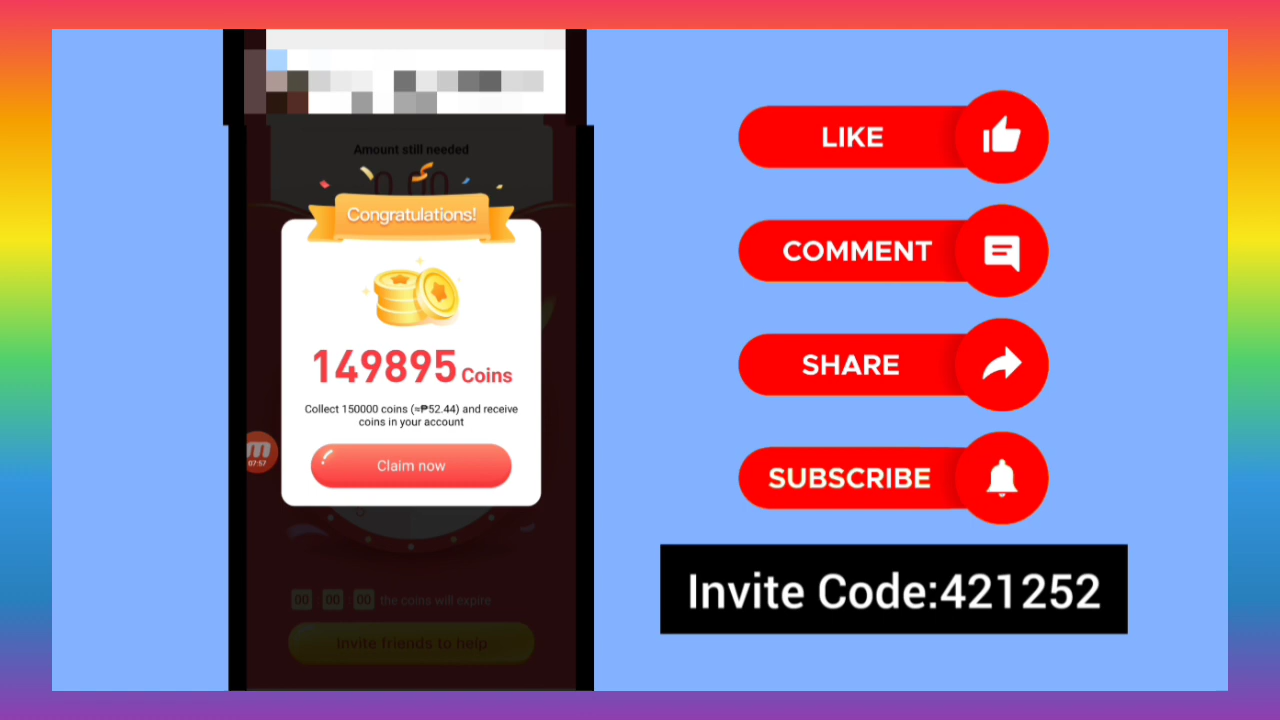 Amount still needed
0.00
Congratulations!
149895 Coins
Collect 150000 coins (≈₱52.44) and receive
coins in your account
Claim now
07:57
00 00 00 the coins will expire
Invite friends to help
LIKE
COMMENT
SHARE
SUBSCRIBE
Invite Code:421252